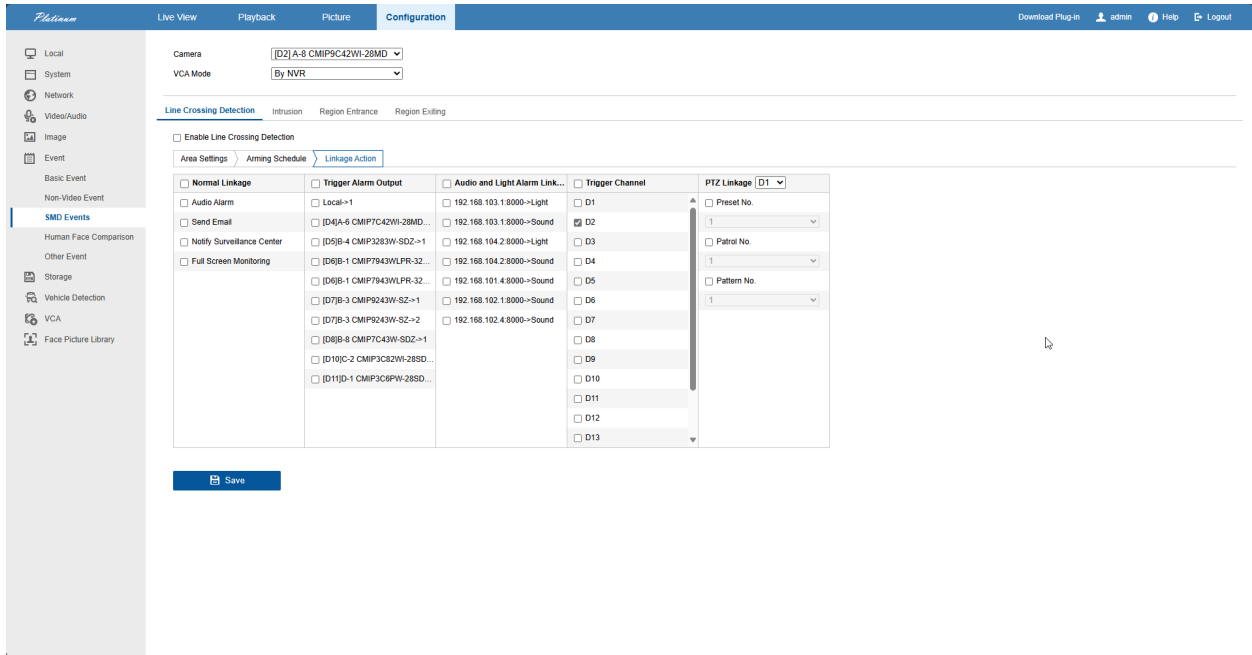 Platinum
Live View
Playback
Picture
Configuration
Download Plug-in
admin
Help
Logout
Local
System
Network
Video/Audio
Image
Event
Basic Event
Non-Video Event
SMD Events
Human Face Comparison
Other Event
Storage
Vehicle Detection
VCA
Face Picture Library
Camera
[D2] A-8 CMIP9C42WI-28MD
VCA Mode
By NVR
Line Crossing Detection
Intrusion
Region Entrance
Region Exiting
Enable Line Crossing Detection
Area Settings
Arming Schedule
Linkage Action
Normal Linkage
Audio Alarm
Send Email
Notify Surveillance Center
Full Screen Monitoring
Trigger Alarm Output
Local->1
[D4]A-6 CMIP7C42WI-28MD...
[D5]B-4 CMIP3283W-SDZ->1
[D6]B-1 CMIP7943WLPR-32...
[D6]B-1 CMIP7943WLPR-32...
[D7]B-3 CMIP9243W-SZ->1
[D7]B-3 CMIP9243W-SZ->2
[D8]B-8 CMIP7C43W-SDZ->1
[D10]C-2 CMIP3C82WI-28SD...
[D11]D-1 CMIP3C6PW-28SD...
Audio and Light Alarm Link...
192.168.103.1:8000->Light
192.168.103.1:8000->Sound
192.168.104.2:8000->Light
192.168.104.2:8000->Sound
192.168.101.4:8000->Sound
192.168.102.1:8000->Sound
192.168.102.4:8000->Sound
Trigger Channel
D1
D2
D3
D4
D5
D6
D7
D8
D9
D10
D11
D12
D13
PTZ Linkage
D1
Preset No.
1
Patrol No.
1
Pattern No.
1
Save